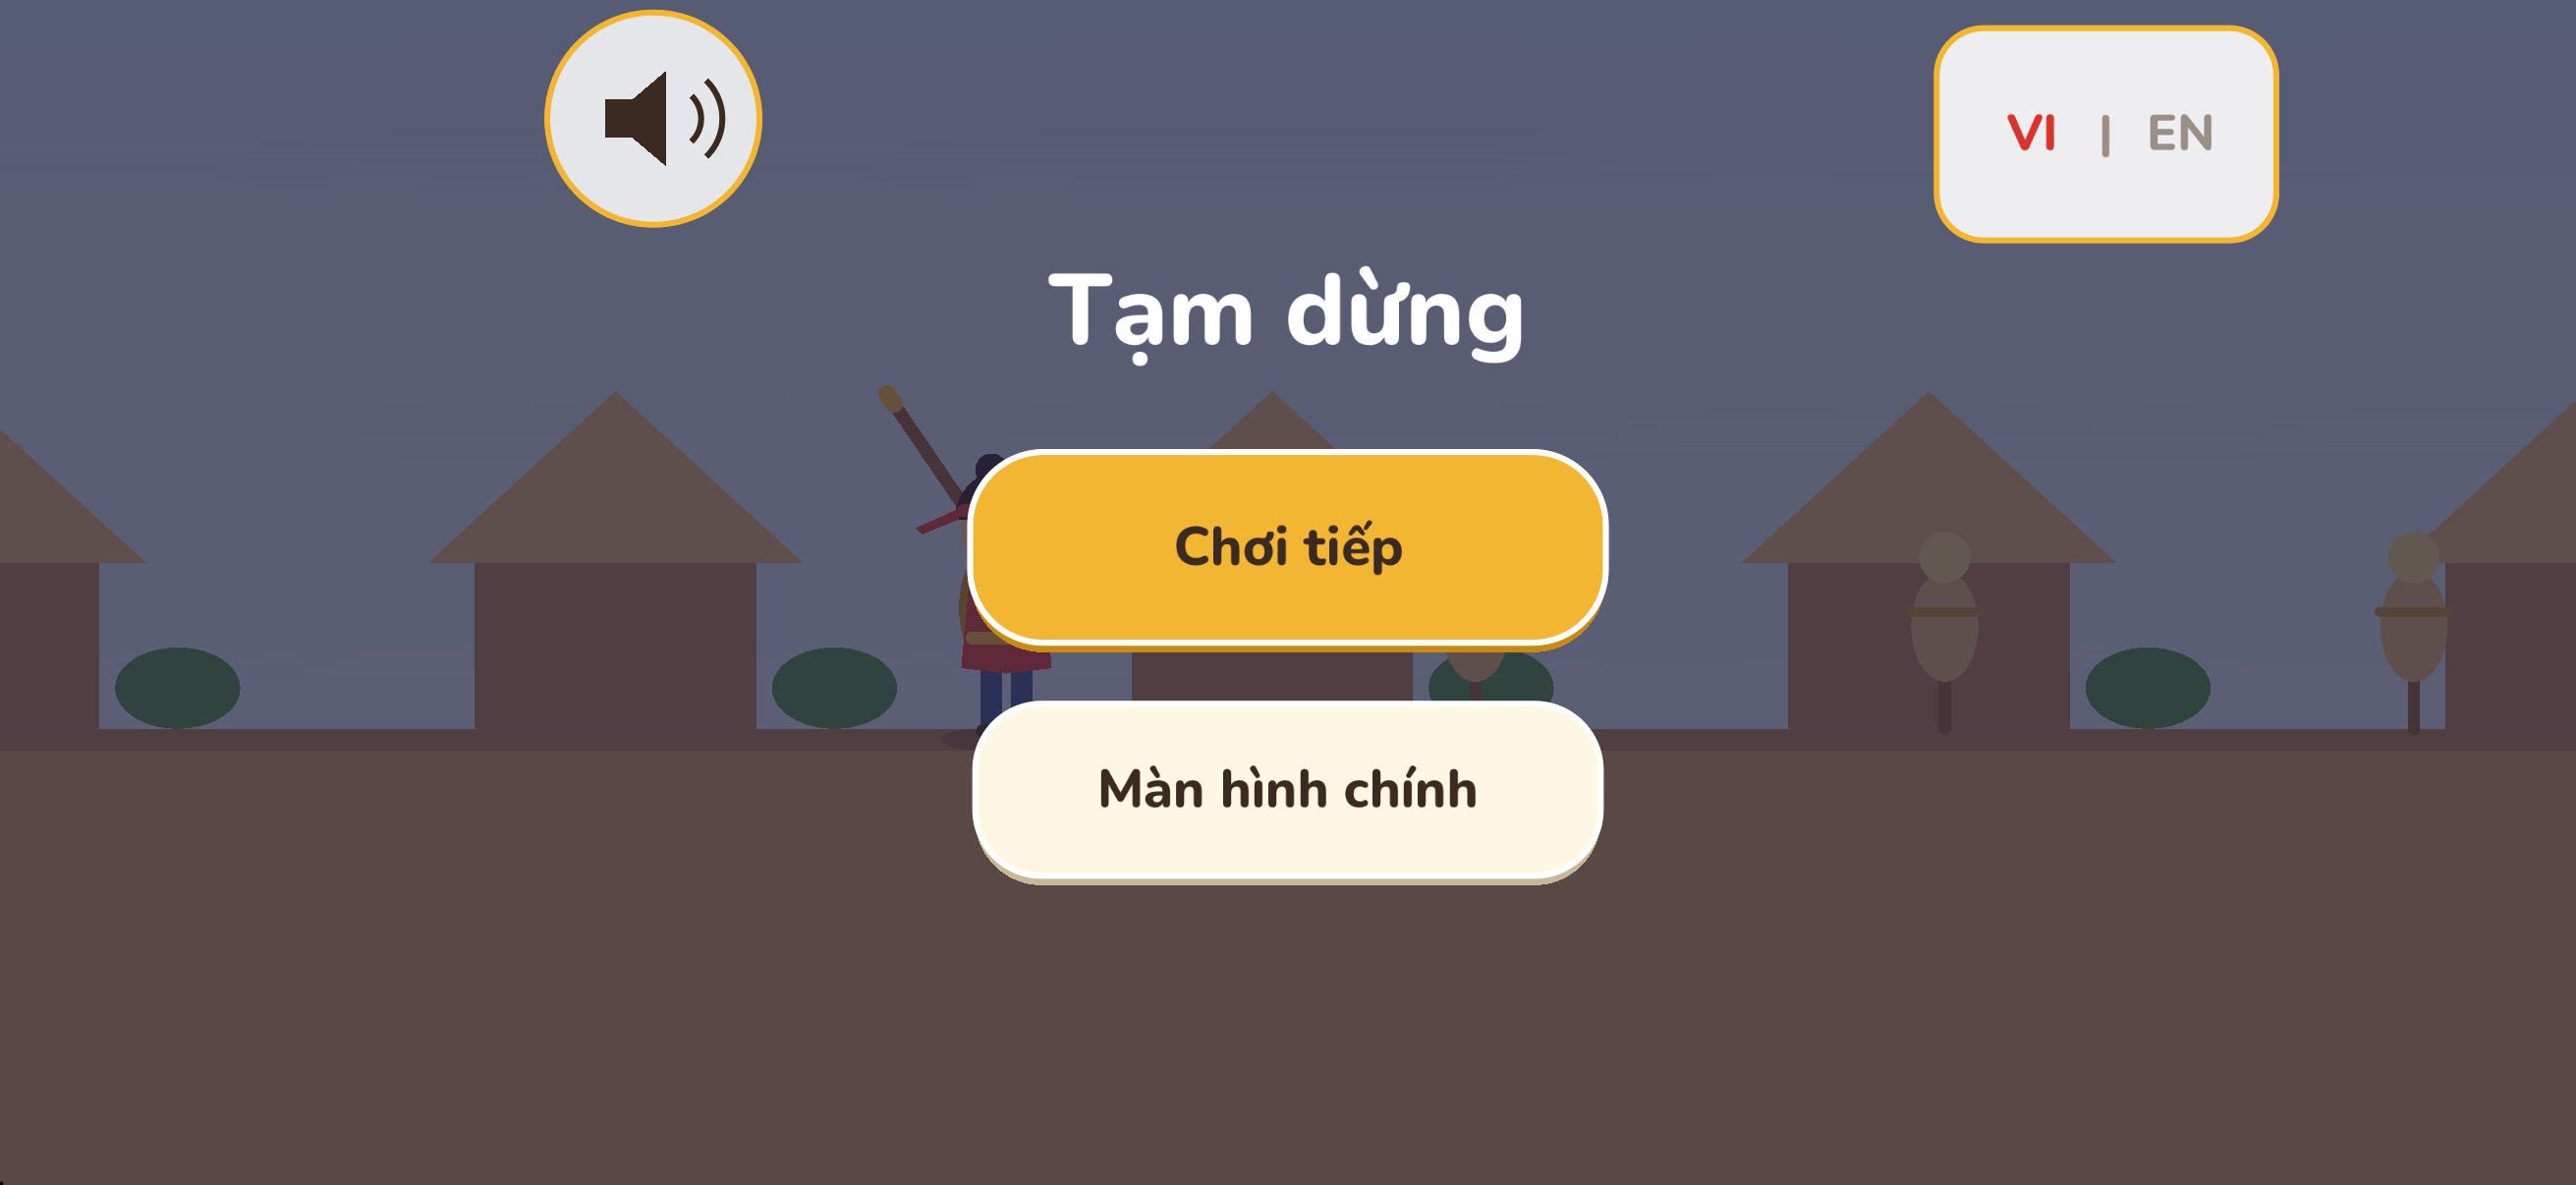 VI | EN
Tạm dừng
Chơi tiếp
Màn hình chính